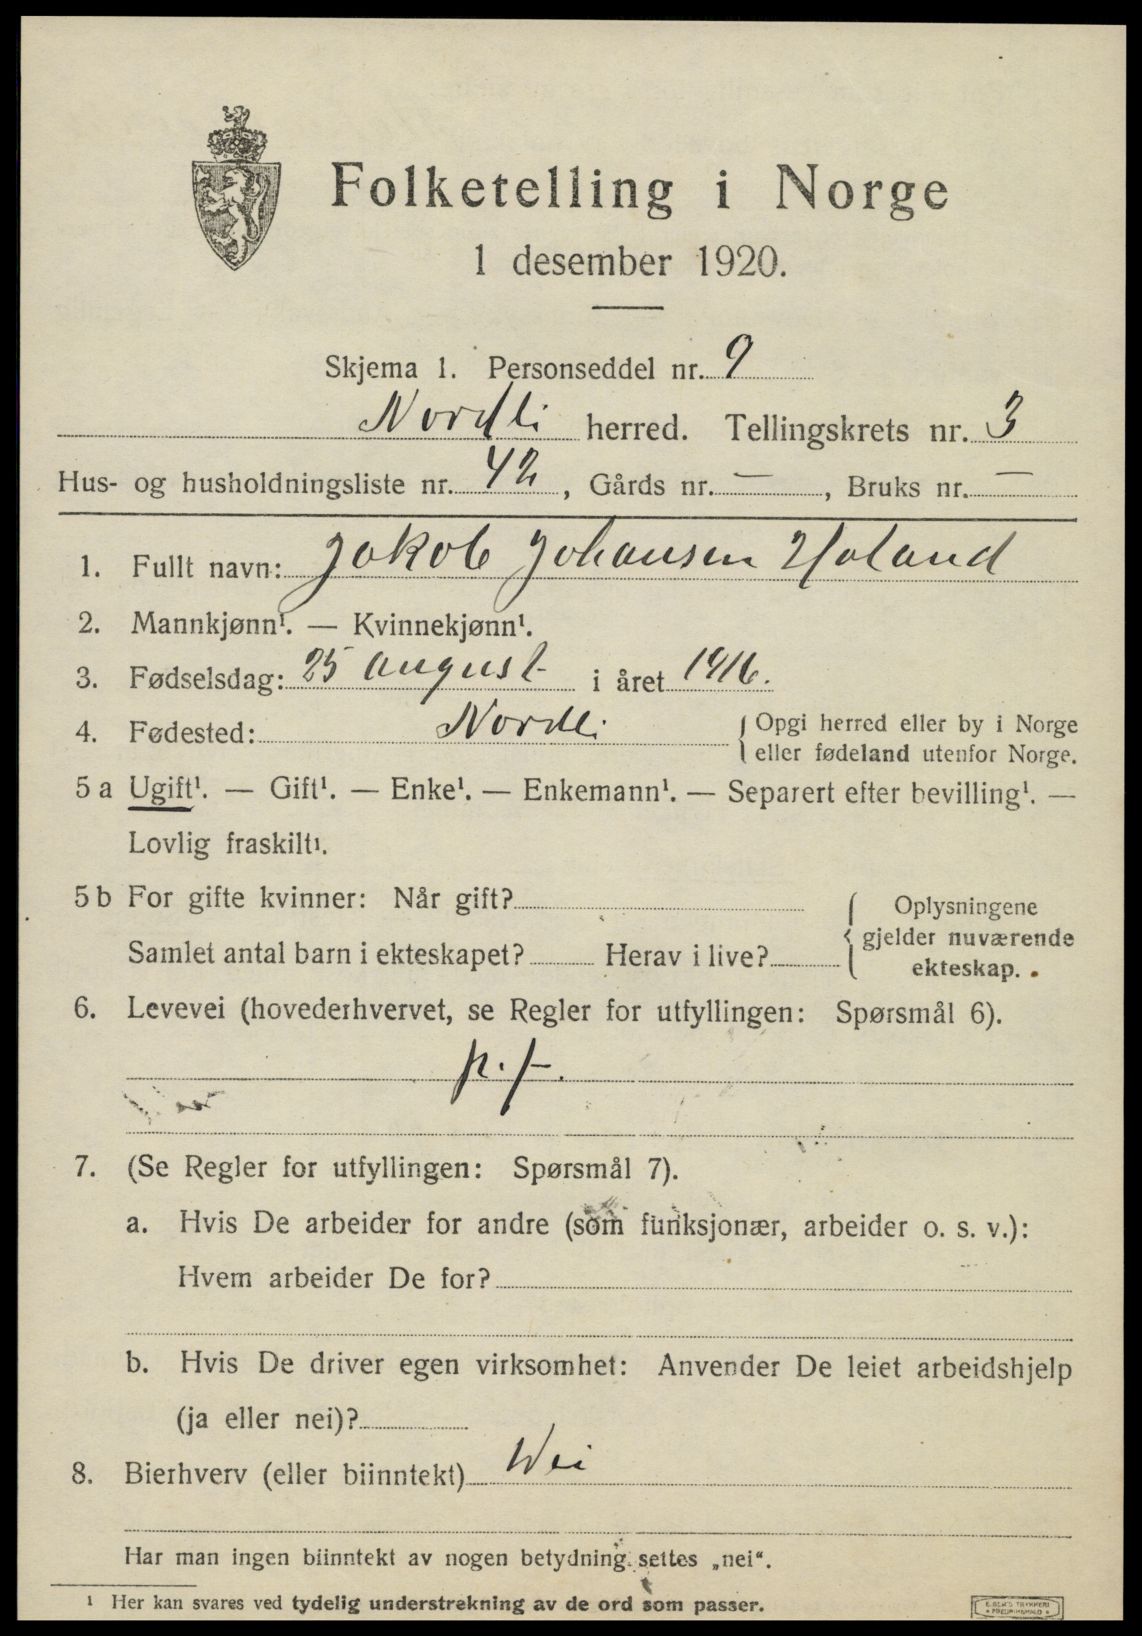 Folketelling i Norge
1 desember 1920.
Skjema 1. Personseddel nr. 9
Nordli herred. Tellingskrets nr. 3
Hus- og husholdningsliste nr. 42, Gårds nr. —, Bruks nr. —
1. Fullt navn: Jakob Johansen Holand
2. Mannkjønn¹. — Kvinnekjønn¹.
3. Fødselsdag: 25 august i året 1916.
4. Fødested: Nordli { Opgi herred eller by i Norge
eller fødeland utenfor Norge.
5 a Ugift¹. — Gift¹. — Enke¹. — Enkemann¹. — Separert efter bevilling¹. —
Lovlig fraskilt¹.
5 b For gifte kvinner: Når gift? { Oplysningene
gjelder nuværende
Samlet antal barn i ekteskapet? Herav i live?
ekteskap.
6. Levevei (hovederhvervet, se Regler for utfyllingen: Spørsmål 6).
p. f.
7. (Se Regler for utfyllingen: Spørsmål 7).
a. Hvis De arbeider for andre (som funksjonær, arbeider o. s. v.):
Hvem arbeider De for?
b. Hvis De driver egen virksomhet: Anvender De leiet arbeidshjelp
(ja eller nei)?
8. Bierhverv (eller biinntekt) Nei
Har man ingen biinntekt av nogen betydning settes „nei“.
¹ Her kan svares ved tydelig understrekning av de ord som passer.